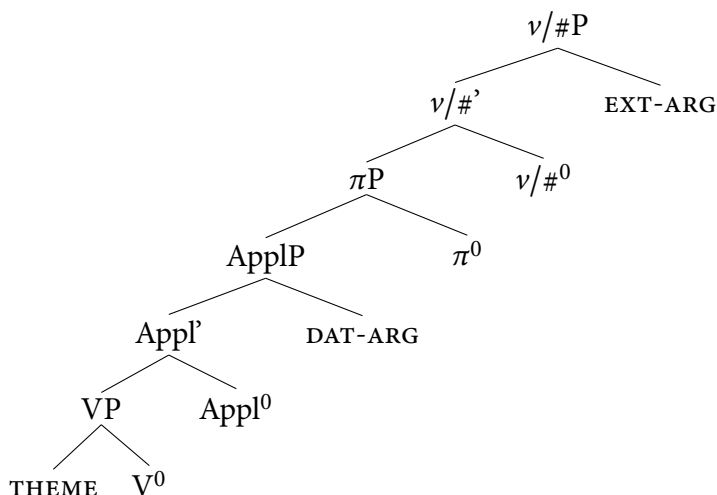 ν/#P
ν/#’ EXT-ARG
πP ν/#⁰
ApplP π⁰
Appl’ DAT-ARG
VP Appl⁰
THEME V⁰